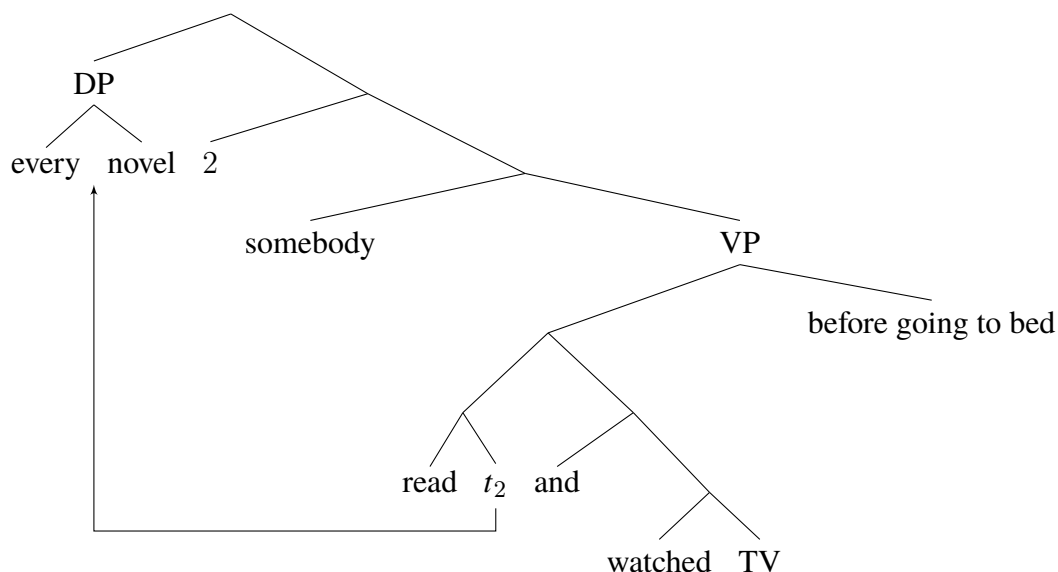 DP
every novel 2
somebody VP
before going to bed
read t₂ and
watched TV